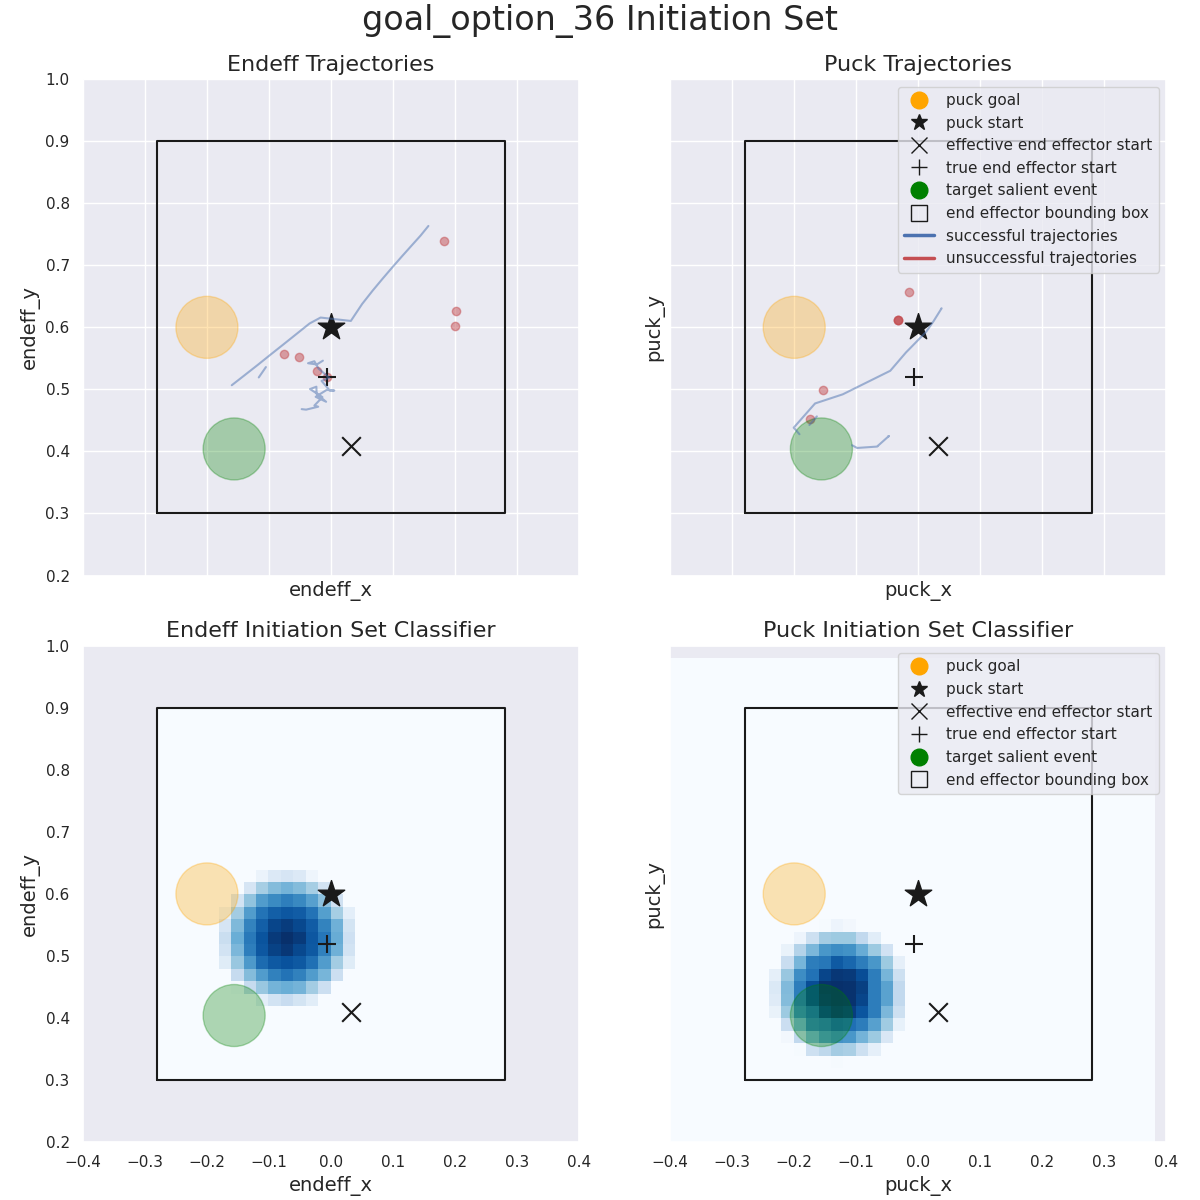 goal_option_36 Initiation Set
Endeff Trajectories
1.0
0.9
0.8
0.7
0.6
0.5
0.4
0.3
0.2
endeff_y
endeff_x
Puck Trajectories
puck goal
puck start
effective end effector start
true end effector start
target salient event
end effector bounding box
successful trajectories
unsuccessful trajectories
puck_y
puck_x
Endeff Initiation Set Classifier
1.0
0.9
0.8
0.7
0.6
0.5
0.4
0.3
0.2
endeff_y
−0.4 −0.3 −0.2 −0.1 0.0 0.1 0.2 0.3 0.4
endeff_x
Puck Initiation Set Classifier
puck goal
puck start
effective end effector start
true end effector start
target salient event
end effector bounding box
puck_y
−0.4 −0.3 −0.2 −0.1 0.0 0.1 0.2 0.3 0.4
puck_x